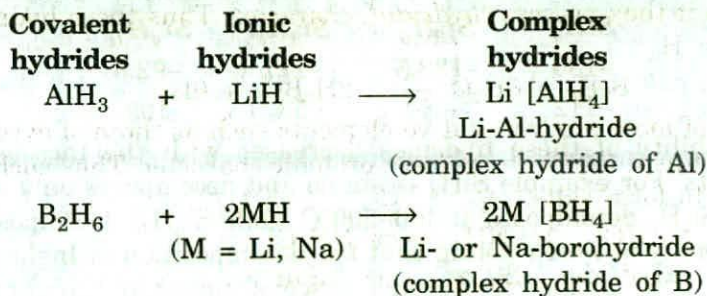 Covalent Ionic Complex
hydrides hydrides hydrides
AlH₃ + LiH ⟶ Li [AlH₄]
Li-Al-hydride
(complex hydride of Al)
B₂H₆ + 2MH ⟶ 2M [BH₄]
(M = Li, Na) Li- or Na-borohydride
(complex hydride of B)